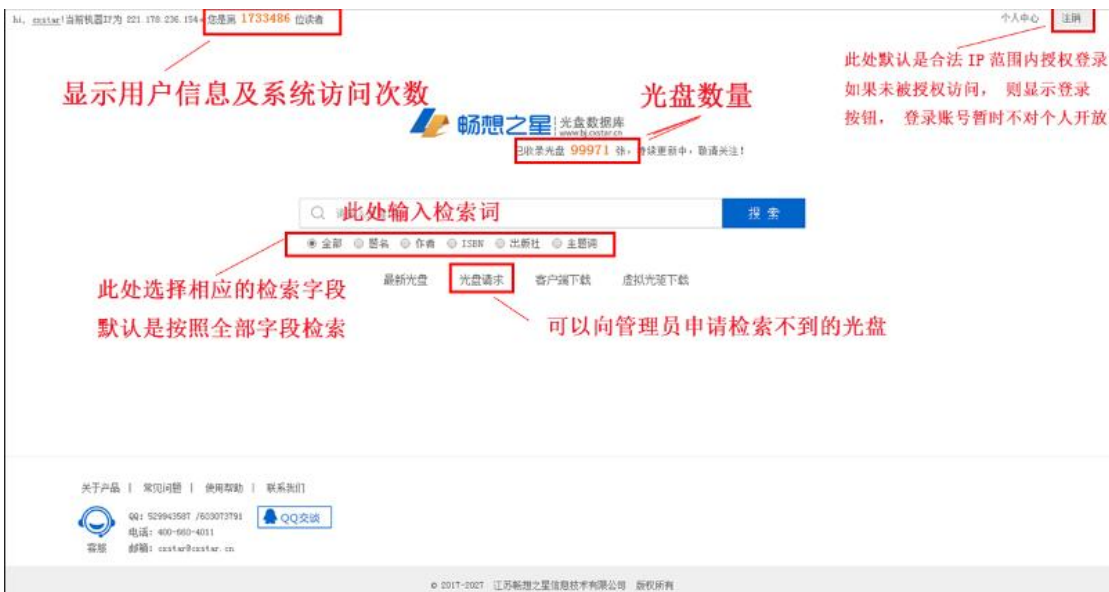 hi, cxstar!当前机器IP为 221.178.236.154 您是第 1733486 位读者
个人中心 注销
显示用户信息及系统访问次数
光盘数量
此处默认是合法 IP 范围内授权登录
如果未被授权访问, 则显示登录
按钮, 登录账号暂时不对个人开放
畅想之星 光盘数据库
www.bj.cxstar.cn
已收录光盘 99971 张, 持续更新中, 敬请关注!
此处输入检索词
搜 索
全部 题名 作者 ISBN 出版社 主题词
最新光盘 光盘请求 客户端下载 虚拟光驱下载
此处选择相应的检索字段
默认是按照全部字段检索
可以向管理员申请检索不到的光盘
关于产品 | 常见问题 | 使用帮助 | 联系我们
QQ: 529943587 /603073791
QQ交谈
电话: 400-660-4011
客服 邮箱: cxstar@cxstar.cn
© 2017-2027 江苏畅想之星信息技术有限公司 版权所有